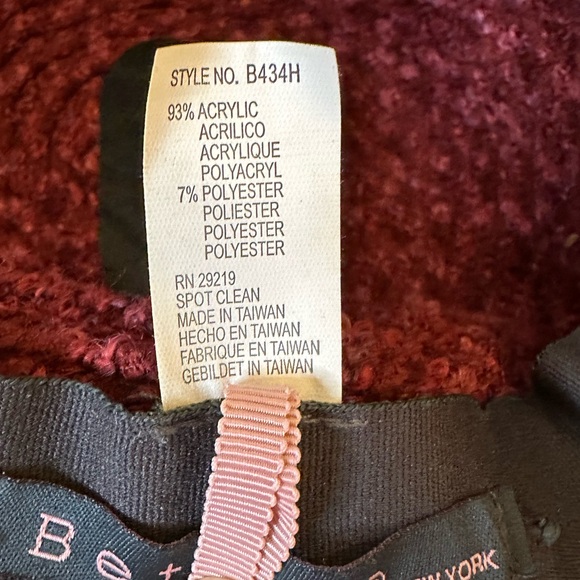 STYLE NO. B434H
93% ACRYLIC
ACRILICO
ACRYLIQUE
POLYACRYL
7% POLYESTER
POLIESTER
POLYESTER
POLYESTER
RN 29219
SPOT CLEAN
MADE IN TAIWAN
HECHO EN TAIWAN
FABRIQUE EN TAIWAN
GEBILDET IN TAIWAN
Bet
NEW YORK